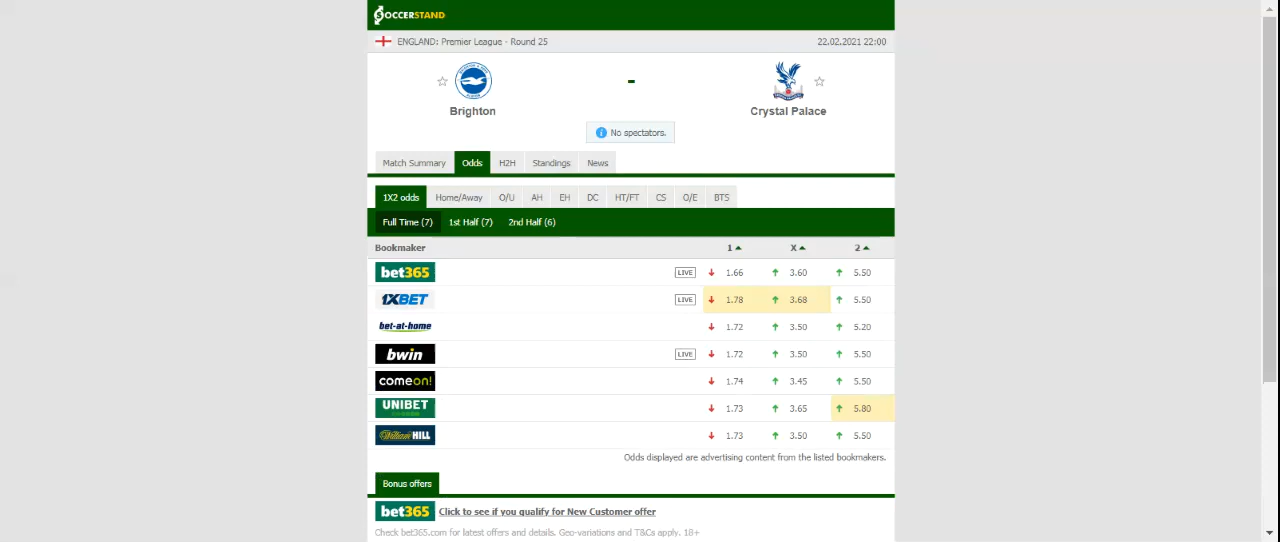 SOCCERSTAND
ENGLAND: Premier League - Round 25 22.02.2021 22:00
-
Brighton Crystal Palace
No spectators.
Match Summary Odds H2H Standings News
1X2 odds Home/Away O/U AH EH DC HT/FT CS O/E BTS
Full Time (7) 1st Half (7) 2nd Half (6)
Bookmaker 1 X 2
bet365 LIVE 1.66 3.60 5.50
1XBET LIVE 1.78 3.68 5.50
bet-at-home 1.72 3.50 5.20
bwin LIVE 1.72 3.50 5.50
comeon! 1.74 3.45 5.50
UNIBET 1.73 3.65 5.80
William HILL 1.73 3.50 5.50
Odds displayed are advertising content from the listed bookmakers.
Bonus offers
bet365 Click to see if you qualify for New Customer offer
Check bet365.com for latest offers and details. Geo-variations and T&Cs apply. 18+